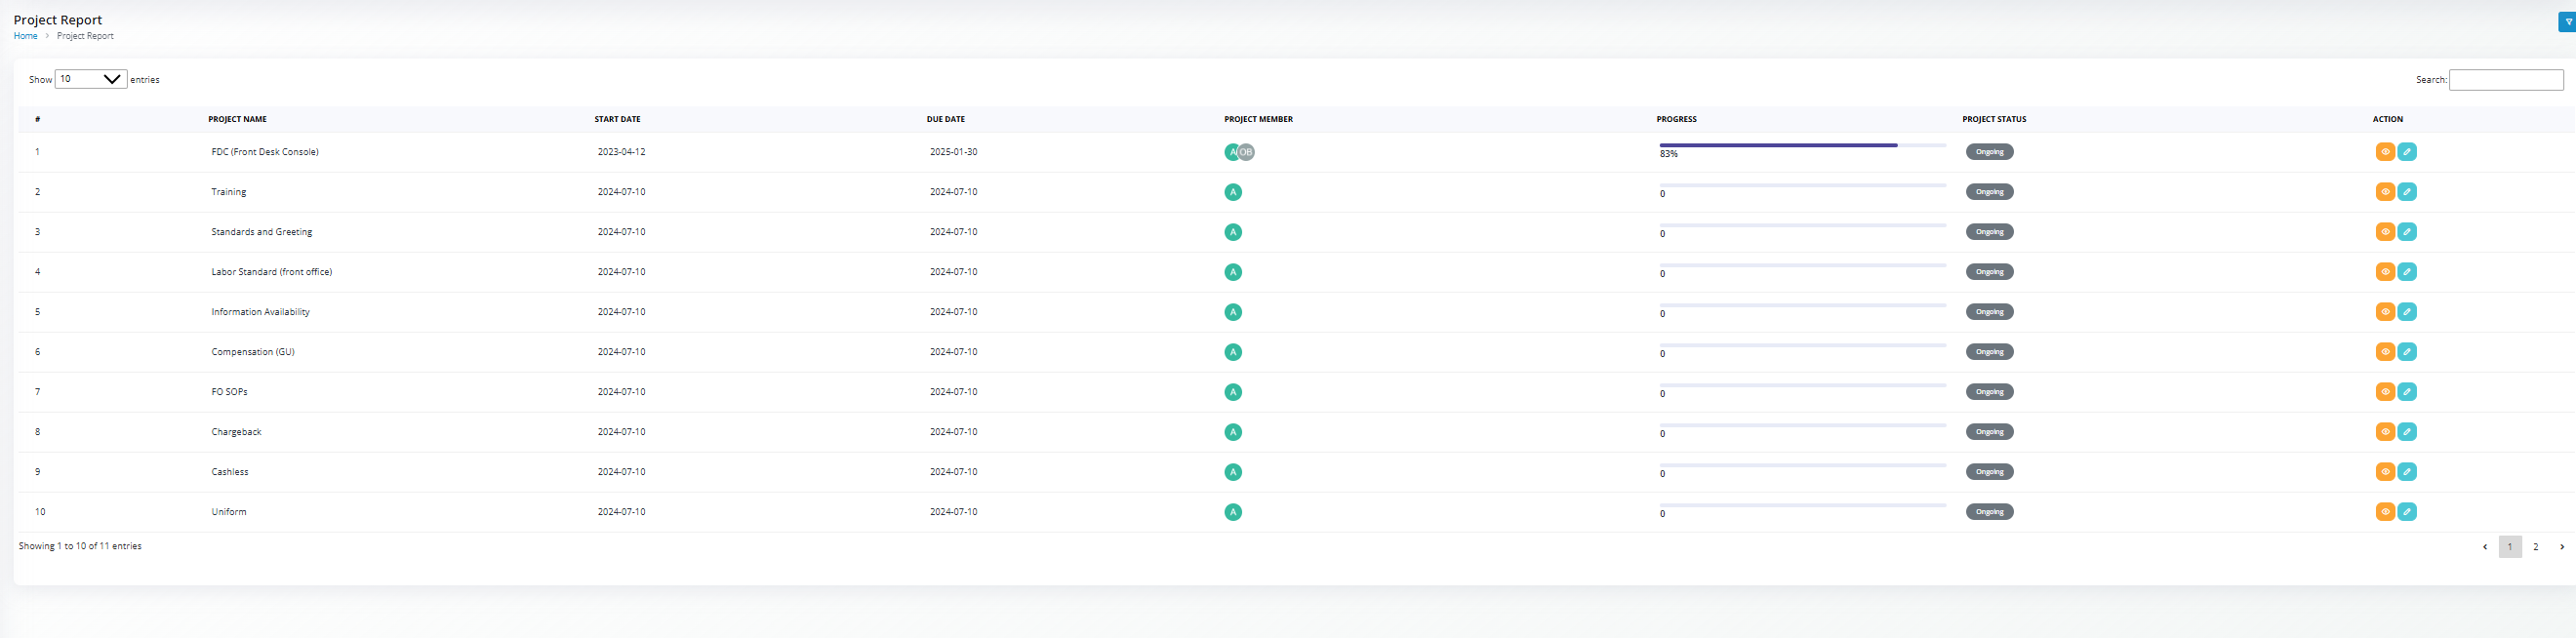 Project Report
Home > Project Report
Show 10 entries Search:
# PROJECT NAME START DATE DUE DATE PROJECT MEMBER PROGRESS PROJECT STATUS ACTION
1 FDC (Front Desk Console) 2023-04-12 2025-01-30 A OB 83% Ongoing
2 Training 2024-07-10 2024-07-10 A 0 Ongoing
3 Standards and Greeting 2024-07-10 2024-07-10 A 0 Ongoing
4 Labor Standard (front office) 2024-07-10 2024-07-10 A 0 Ongoing
5 Information Availability 2024-07-10 2024-07-10 A 0 Ongoing
6 Compensation (GU) 2024-07-10 2024-07-10 A 0 Ongoing
7 FO SOPs 2024-07-10 2024-07-10 A 0 Ongoing
8 Chargeback 2024-07-10 2024-07-10 A 0 Ongoing
9 Cashless 2024-07-10 2024-07-10 A 0 Ongoing
10 Uniform 2024-07-10 2024-07-10 A 0 Ongoing
Showing 1 to 10 of 11 entries ‹ 1 2 ›